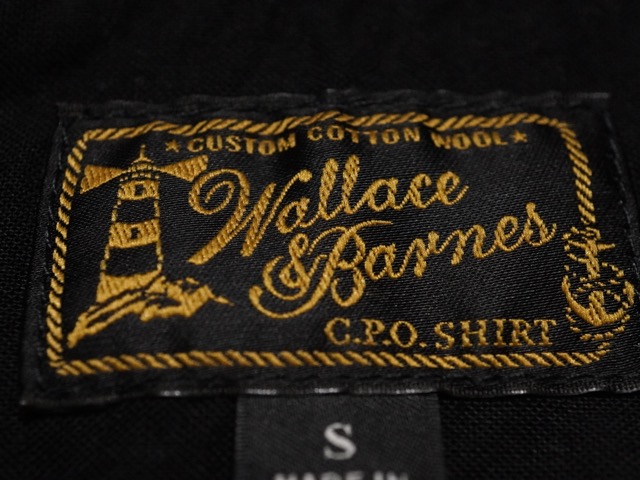 ★CUSTOM COTTON WOOL★
Wallace
& Barnes
C.P.O. SHIRT
S
MADE IN